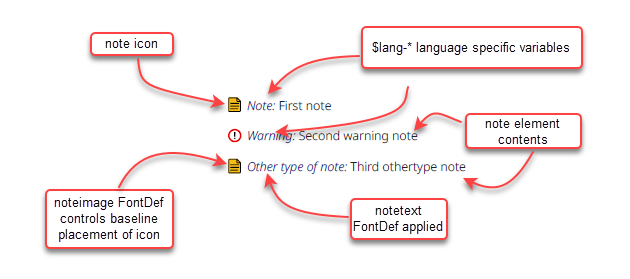 note icon
$lang-* language specific variables
Note: First note
Warning: Second warning note
note element
contents
Other type of note: Third othertype note
noteimage FontDef
controls baseline
placement of icon
notetext
FontDef applied